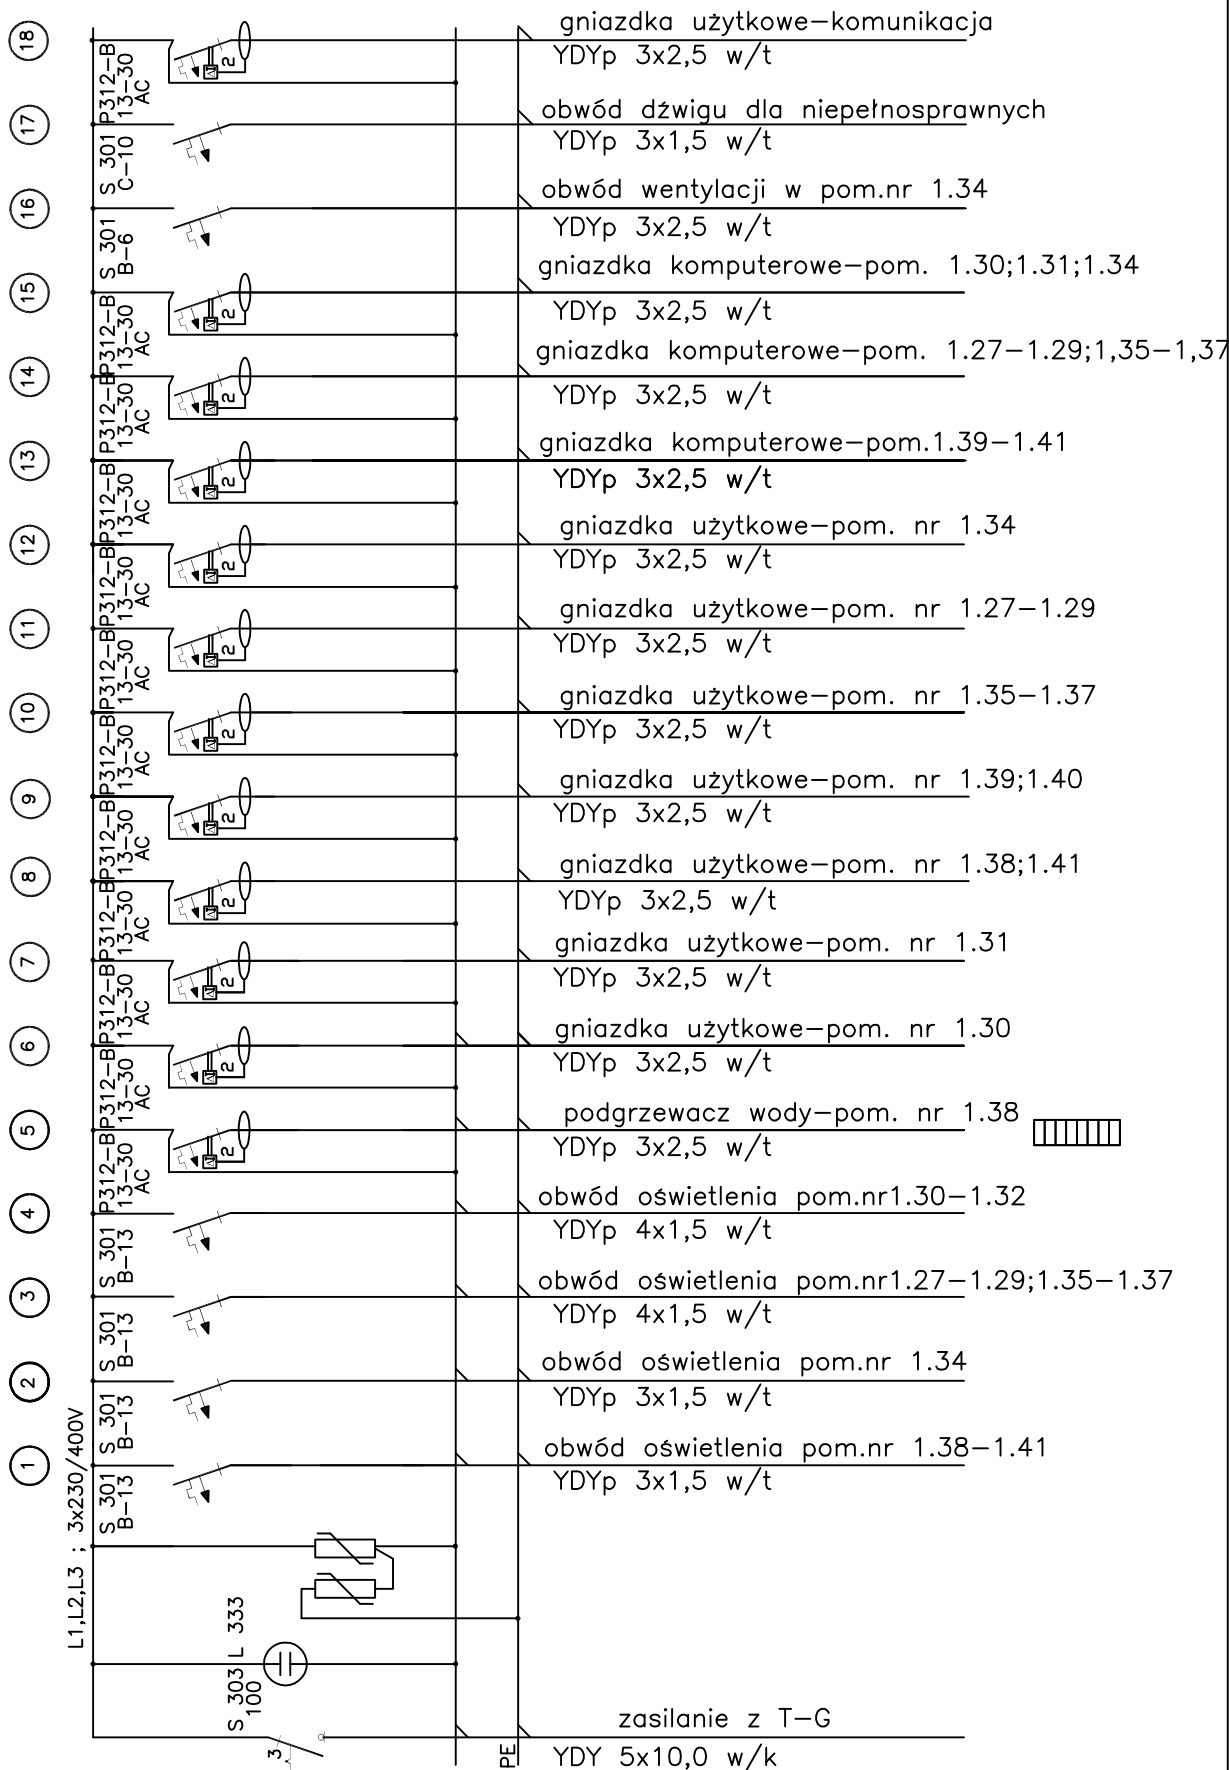 18
P312-B
13-30
AC
gniazdka użytkowe-komunikacja
YDYp 3x2,5 w/t
2
17
S 301
C-10
obwód dźwigu dla niepełnosprawnych
YDYp 3x1,5 w/t
16
S 301
B-6
obwód wentylacji w pom.nr 1.34
YDYp 3x2,5 w/t
15
P312-B
13-30
AC
gniazdka komputerowe-pom. 1.30;1.31;1.34
YDYp 3x2,5 w/t
2
14
P312-B
13-30
AC
gniazdka komputerowe-pom. 1.27-1.29;1,35-1,37
YDYp 3x2,5 w/t
2
13
P312-B
13-30
AC
gniazdka komputerowe-pom.1.39-1.41
YDYp 3x2,5 w/t
2
12
P312-B
13-30
AC
gniazdka użytkowe-pom. nr 1.34
YDYp 3x2,5 w/t
2
11
P312-B
13-30
AC
gniazdka użytkowe-pom. nr 1.27-1.29
YDYp 3x2,5 w/t
2
10
P312-B
13-30
AC
gniazdka użytkowe-pom. nr 1.35-1.37
YDYp 3x2,5 w/t
2
9
P312-B
13-30
AC
gniazdka użytkowe-pom. nr 1.39;1.40
YDYp 3x2,5 w/t
2
8
P312-B
13-30
AC
gniazdka użytkowe-pom. nr 1.38;1.41
YDYp 3x2,5 w/t
2
7
P312-B
13-30
AC
gniazdka użytkowe-pom. nr 1.31
YDYp 3x2,5 w/t
2
6
P312-B
13-30
AC
gniazdka użytkowe-pom. nr 1.30
YDYp 3x2,5 w/t
2
5
P312-B
13-30
AC
podgrzewacz wody-pom. nr 1.38
YDYp 3x2,5 w/t
2
4
S 301
B-13
obwód oświetlenia pom.nr1.30-1.32
YDYp 4x1,5 w/t
3
S 301
B-13
obwód oświetlenia pom.nr1.27-1.29;1.35-1.37
YDYp 4x1,5 w/t
2
S 301
B-13
obwód oświetlenia pom.nr 1.34
YDYp 3x1,5 w/t
1
S 301
B-13
obwód oświetlenia pom.nr 1.38-1.41
YDYp 3x1,5 w/t
L1,L2,L3 ; 3x230/400V
L 333
S 303
100
3
PE
zasilanie z T-G
YDY 5x10,0 w/k